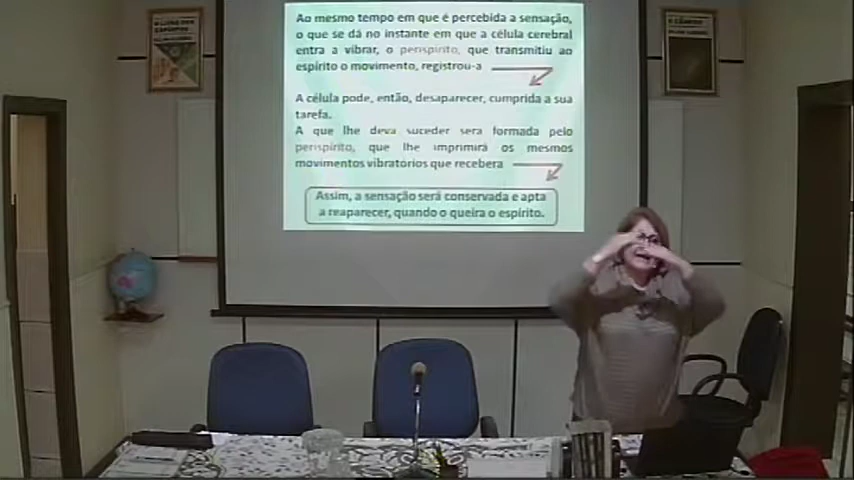 Ao mesmo tempo em que é percebida a sensação,
o que se dá no instante em que a célula cerebral
entra a vibrar, o perispírito, que transmitiu ao
espírito o movimento, registrou-a
A célula pode, então, desaparecer, cumprida a sua
tarefa.
A que lhe deva suceder será formada pelo
perispírito, que lhe imprimirá os mesmos
movimentos vibratórios que recebera
Assim, a sensação será conservada e apta
a reaparecer, quando o queira o espírito.